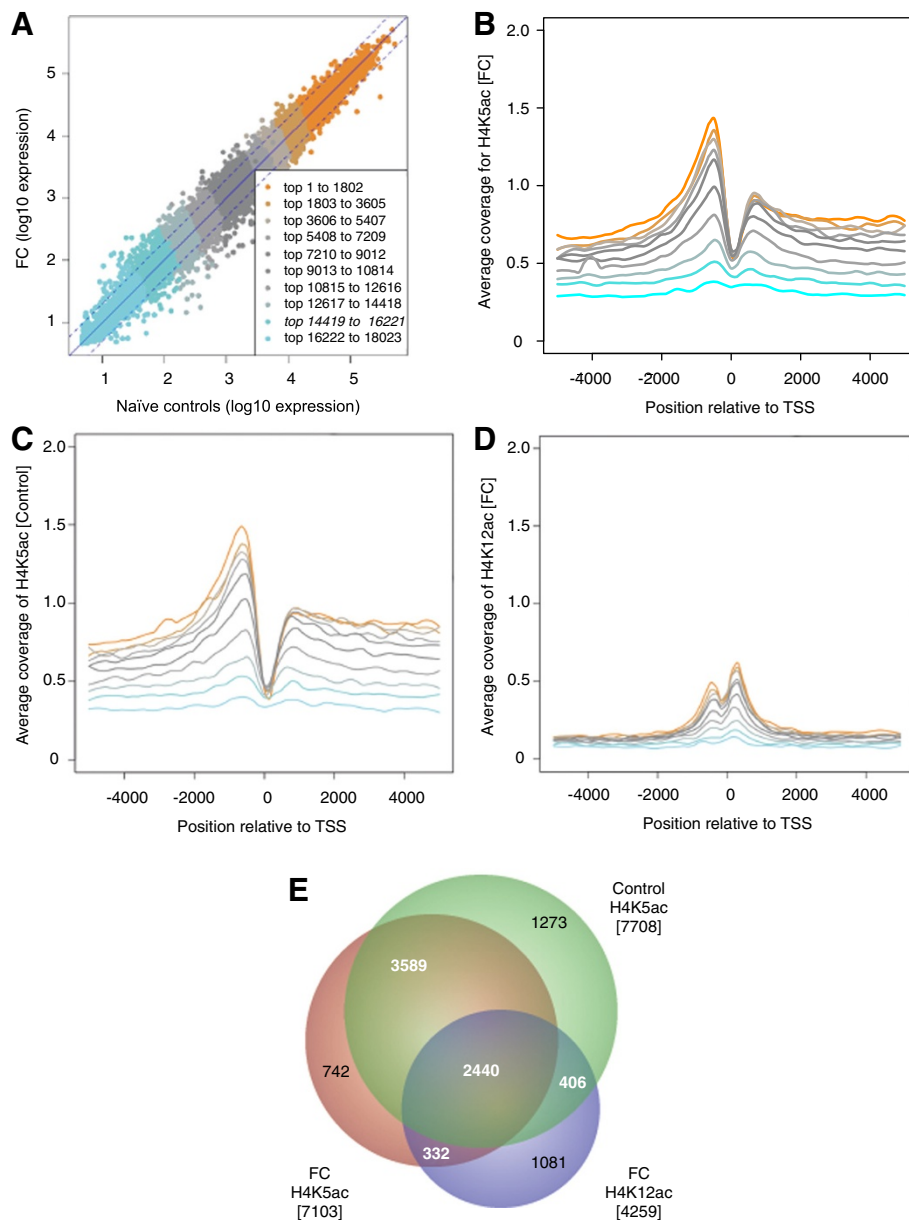 A
FC (log10 expression)
5
4
3
2
1
top 1 to 1802
top 1803 to 3605
top 3606 to 5407
top 5408 to 7209
top 7210 to 9012
top 9013 to 10814
top 10815 to 12616
top 12617 to 14418
top 14419 to 16221
top 16222 to 18023
1 2 3 4 5
Naïve controls (log10 expression)
B
Average coverage for H4K5ac [FC]
2.0
1.5
1.0
0.5
0
-4000 -2000 0 2000 4000
Position relative to TSS
C
Average coverage of H4K5ac [Control]
2.0
1.5
1.0
0.5
0
-4000 -2000 0 2000 4000
Position relative to TSS
D
Average coverage of H4K12ac [FC]
2.0
1.5
1.0
0.5
0
-4000 -2000 0 2000 4000
Position relative to TSS
E
Control
H4K5ac
[7708]
1273
3589
742
2440
406
332
1081
FC
H4K5ac
[7103]
FC
H4K12ac
[4259]